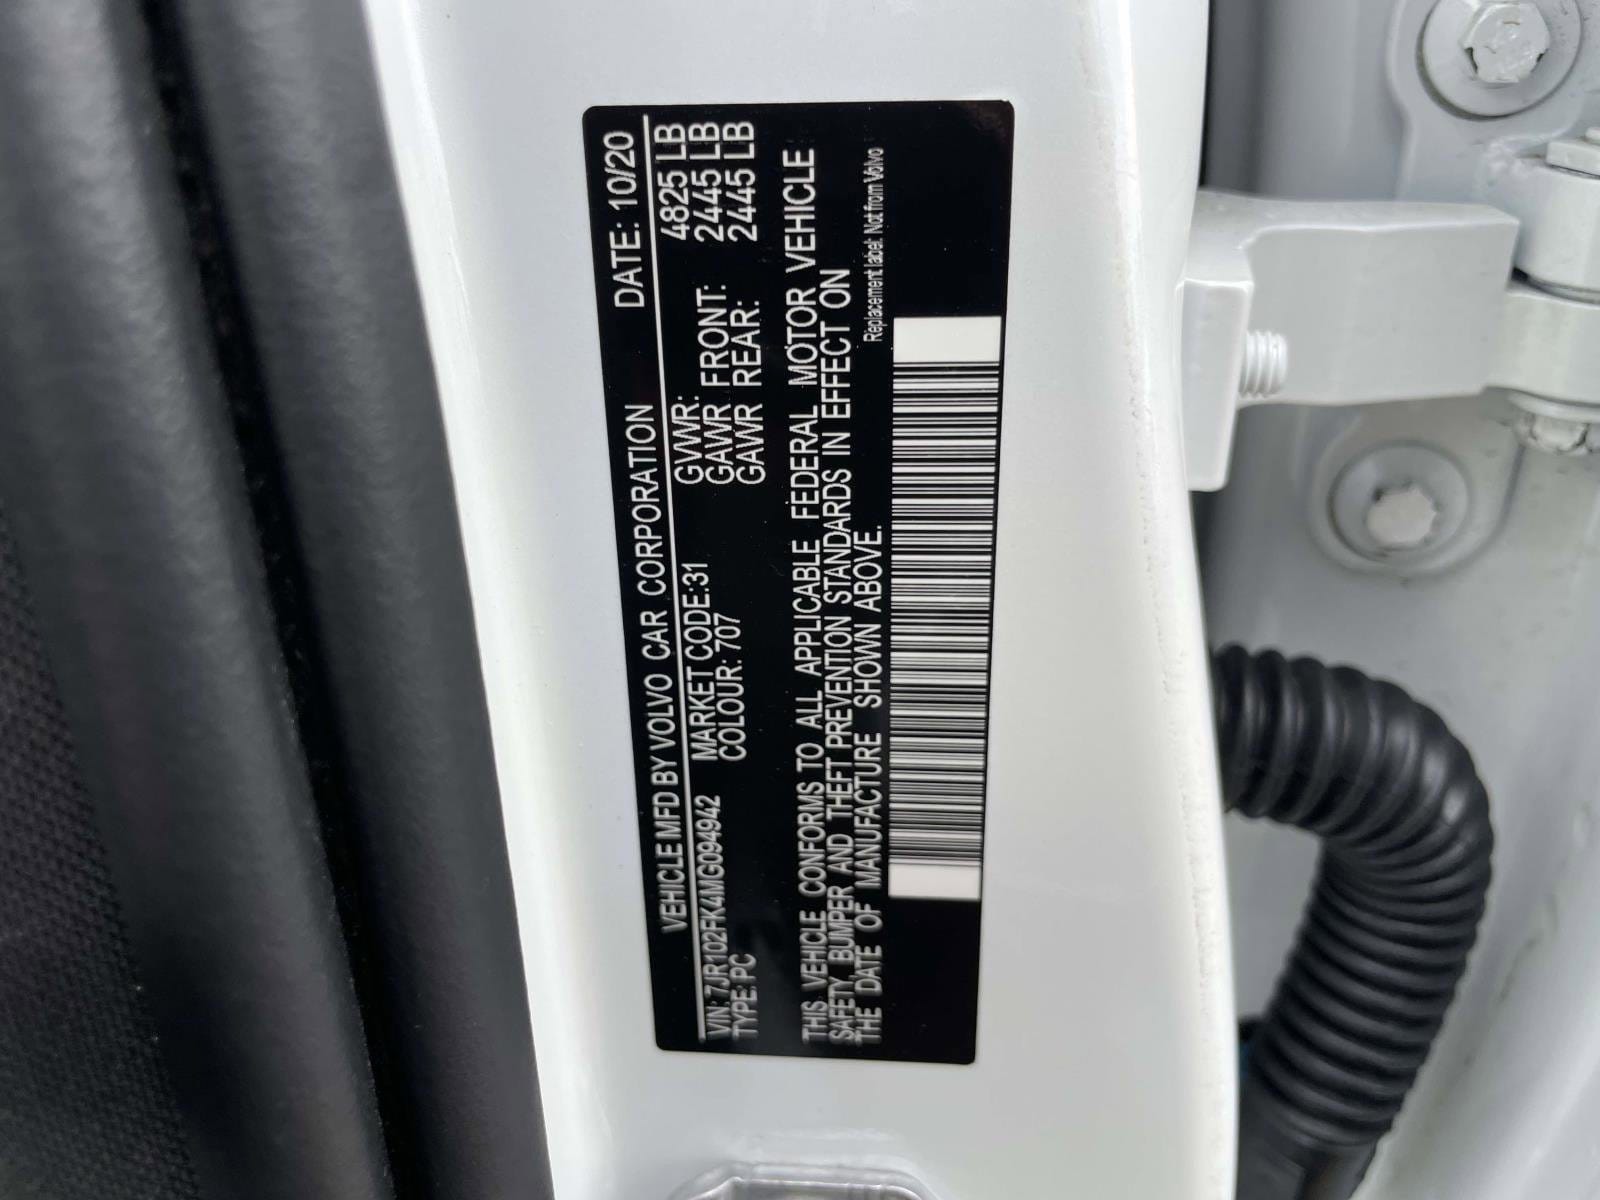 VEHICLE MFD BY VOLVO CAR CORPORATION DATE: 10/20
VIN: 7JR102FK4MG094942 MARKET CODE:31 GVWR: 4825 LB
TYPE: PC COLOUR: 707 GAWR FRONT: 2445 LB
GAWR REAR: 2445 LB
THIS VEHICLE CONFORMS TO ALL APPLICABLE FEDERAL MOTOR VEHICLE
SAFETY, BUMPER AND THEFT PREVENTION STANDARDS IN EFFECT ON
THE DATE OF MANUFACTURE SHOWN ABOVE.
Replacement label: Not from Volvo